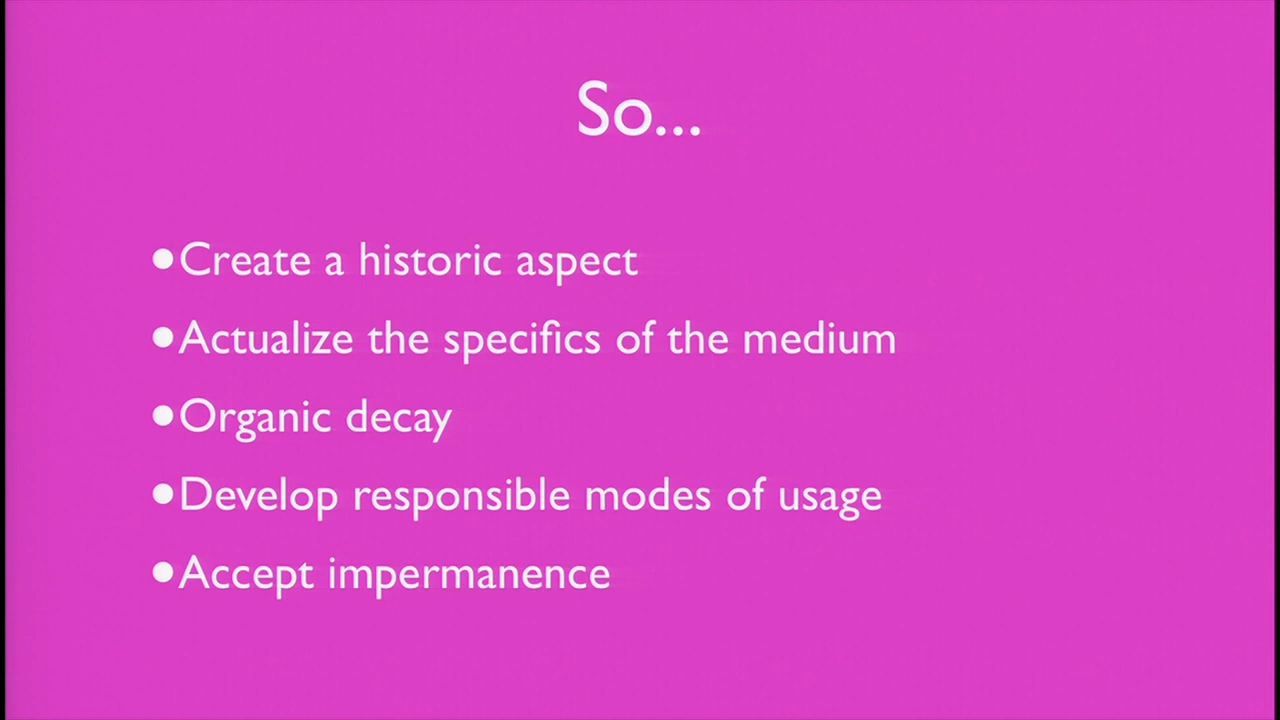 So...
•Create a historic aspect
•Actualize the specifics of the medium
•Organic decay
•Develop responsible modes of usage
•Accept impermanence